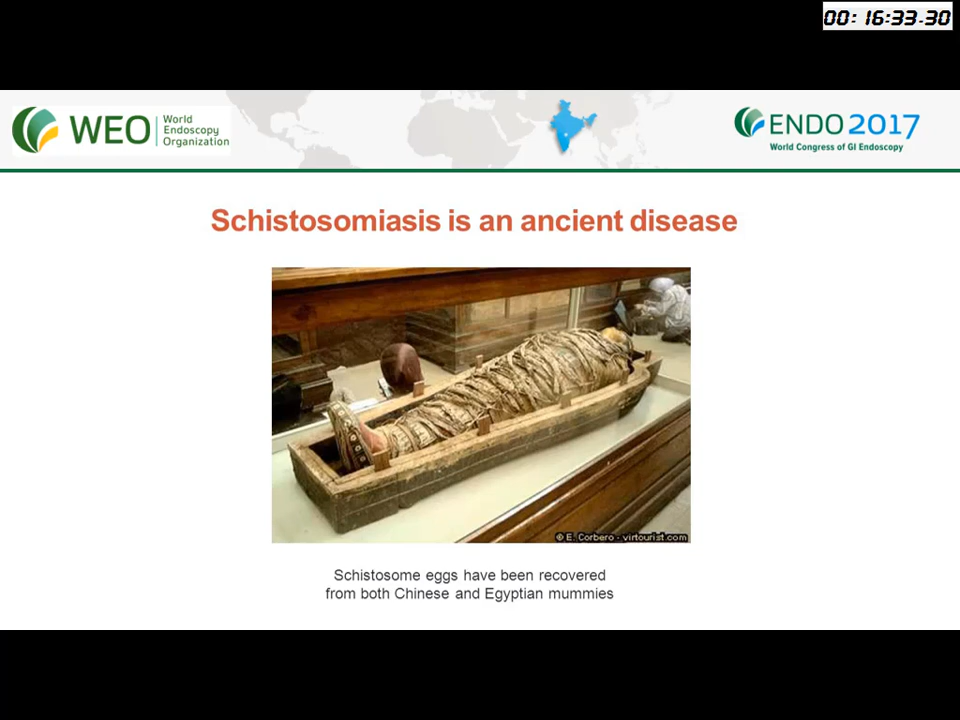 00: 16:33.30
WEO
World
Endoscopy
Organization
ENDO 2017
World Congress of GI Endoscopy
Schistosomiasis is an ancient disease
© E. Corbero - virtourist.com
Schistosome eggs have been recovered
from both Chinese and Egyptian mummies